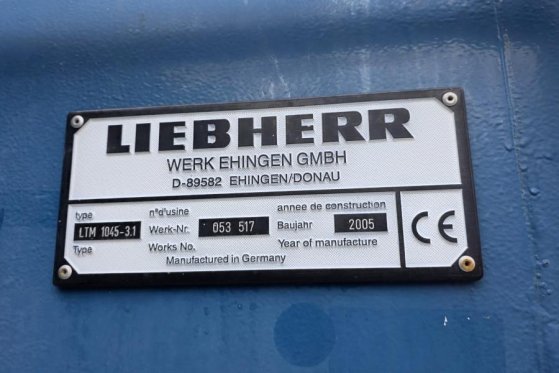 LIEBHERR
WERK EHINGEN GMBH
D-89582 EHINGEN/DONAU
type n°d'usine annee de construction
LTM 1045-3.1 Werk-Nr. 053 517 Baujahr 2005
Type Works No. Year of manufacture
Manufactured in Germany
CE